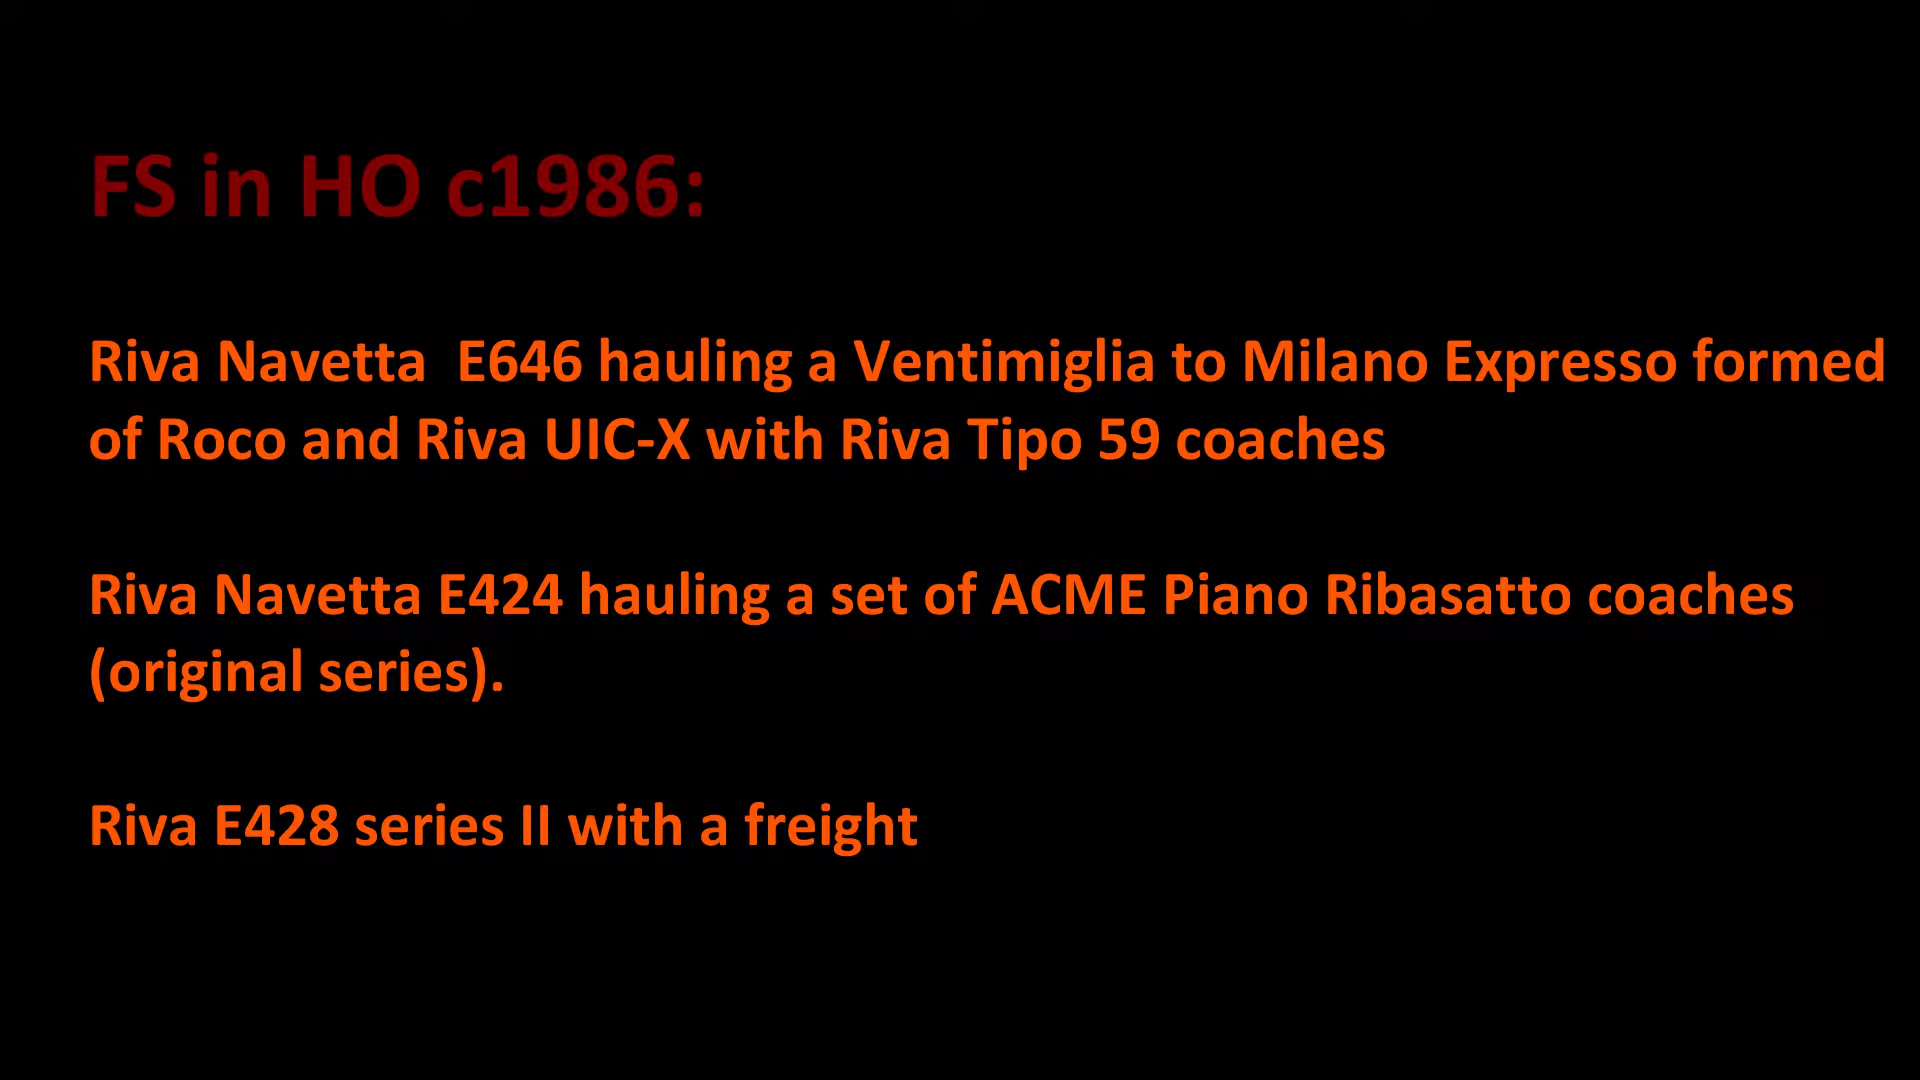 FS in HO c1986:
Riva Navetta  E646 hauling a Ventimiglia to Milano Expresso formed
of Roco and Riva UIC-X with Riva Tipo 59 coaches
Riva Navetta E424 hauling a set of ACME Piano Ribasatto coaches
(original series).
Riva E428 series II with a freight